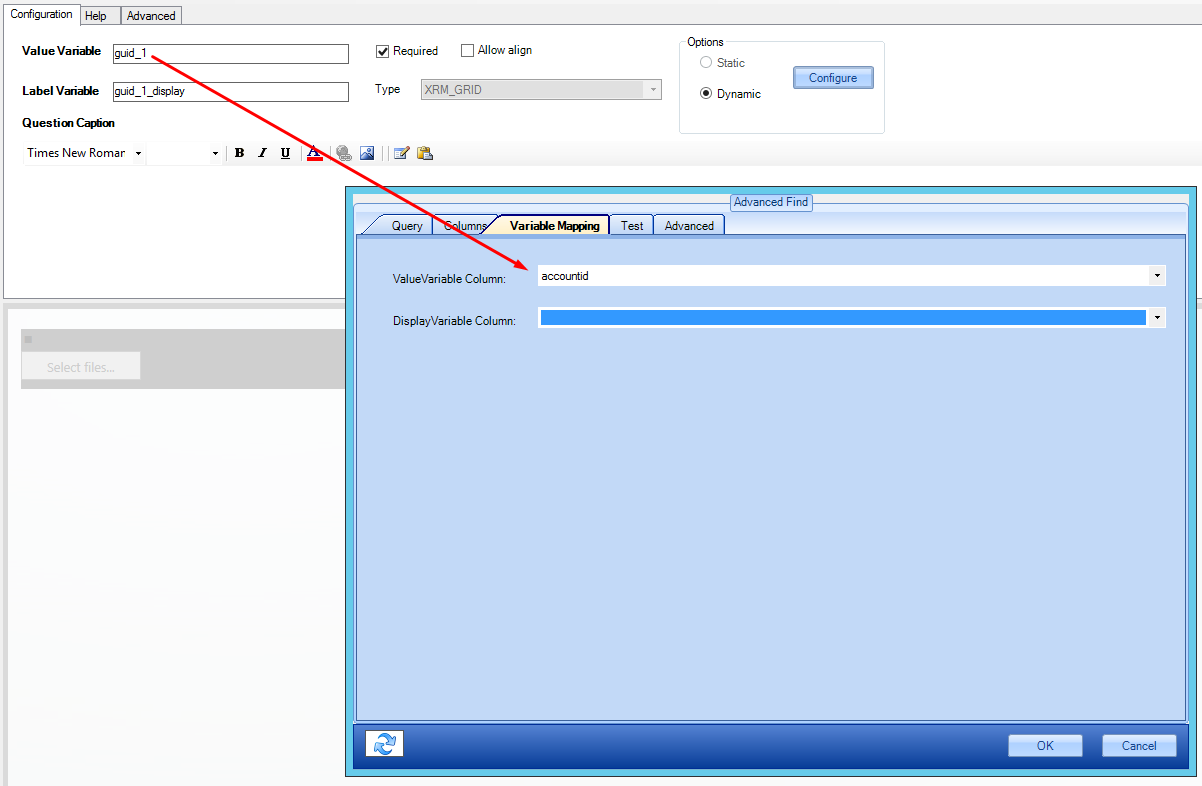 Configuration Help Advanced
Value Variable guid_1 Required Allow align Options
Static
Configure
Label Variable guid_1_display Type XRM_GRID Dynamic
Question Caption
Times New Roman B I U A
Advanced Find
Query Columns Variable Mapping Test Advanced
ValueVariable Column: accountid
DisplayVariable Column:
Select files...
OK Cancel